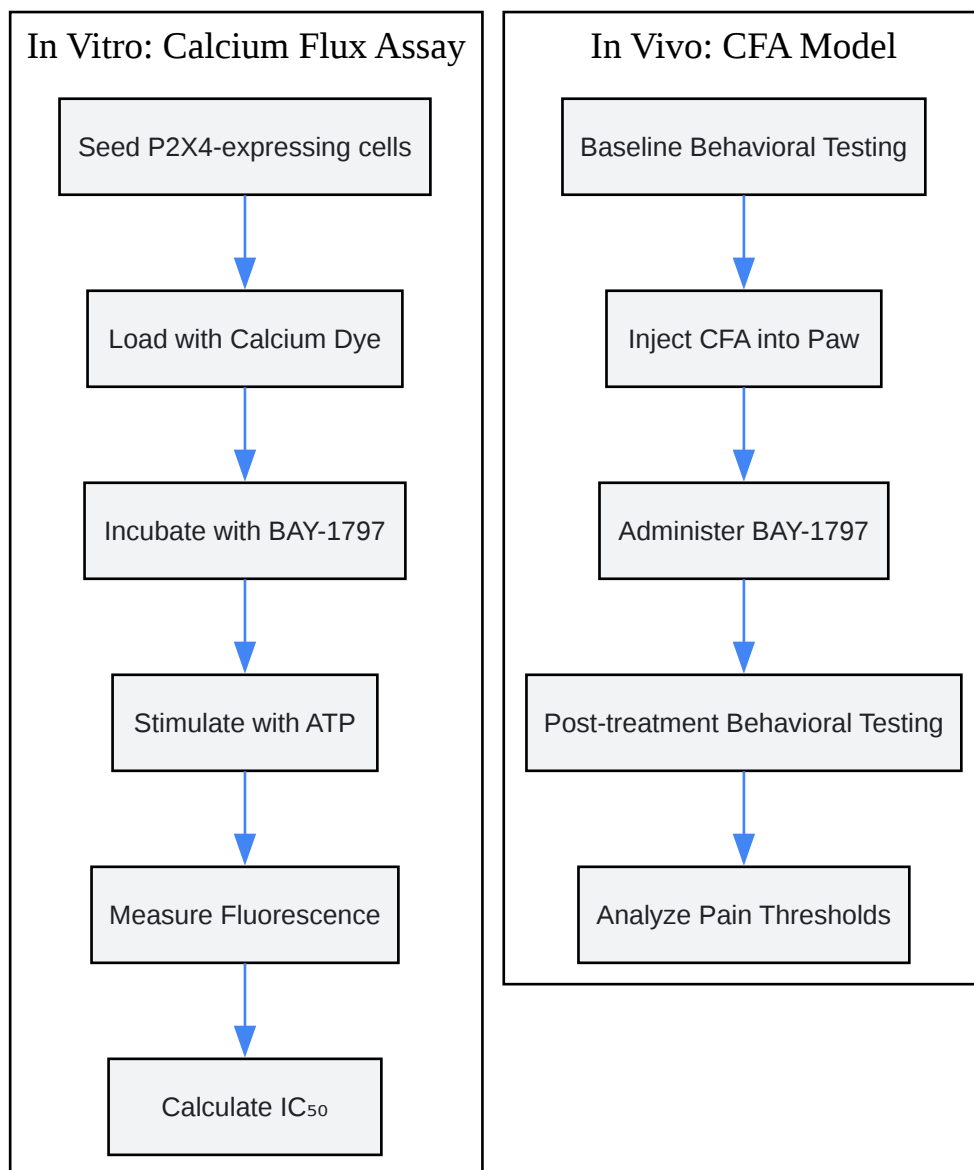 In Vitro: Calcium Flux Assay
Seed P2X4-expressing cells
Load with Calcium Dye
Incubate with BAY-1797
Stimulate with ATP
Measure Fluorescence
Calculate IC₅₀
In Vivo: CFA Model
Baseline Behavioral Testing
Inject CFA into Paw
Administer BAY-1797
Post-treatment Behavioral Testing
Analyze Pain Thresholds